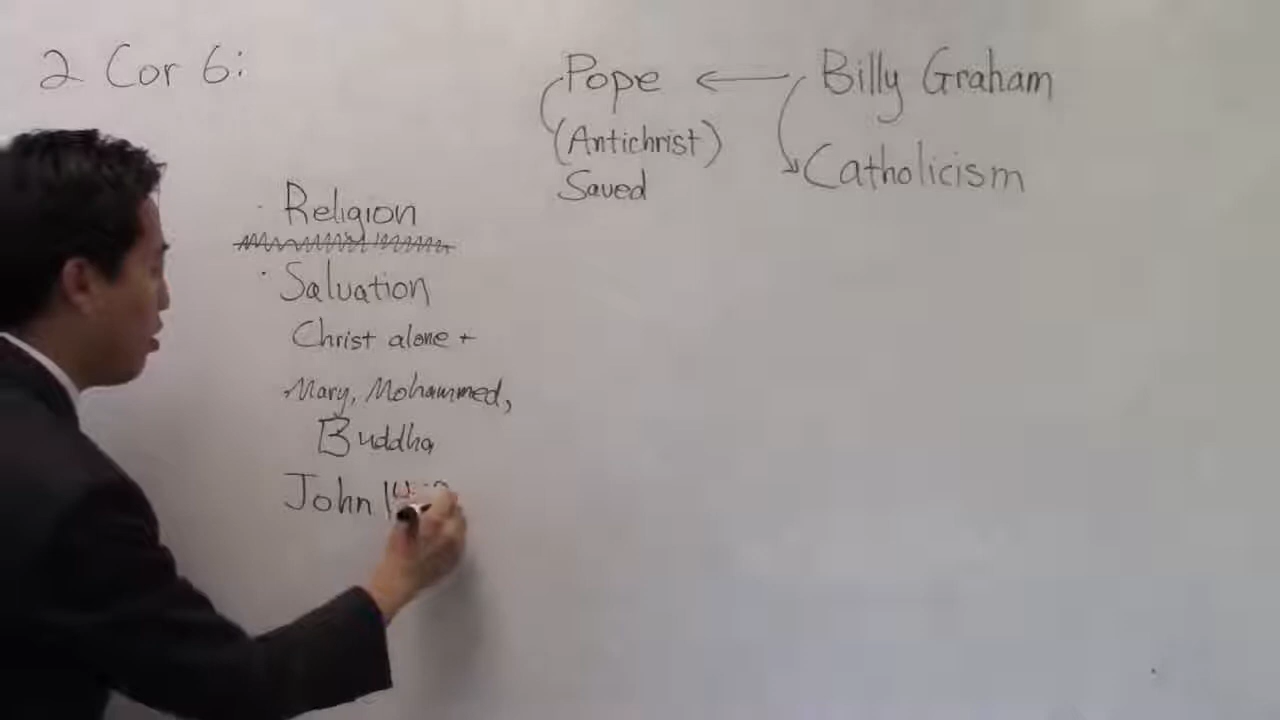 2 Cor 6:
Pope ← Billy Graham
(Antichrist)
Catholicism
Saved
· Religion
· Salvation
Christ alone +
Mary, Mohammed,
Buddha
John